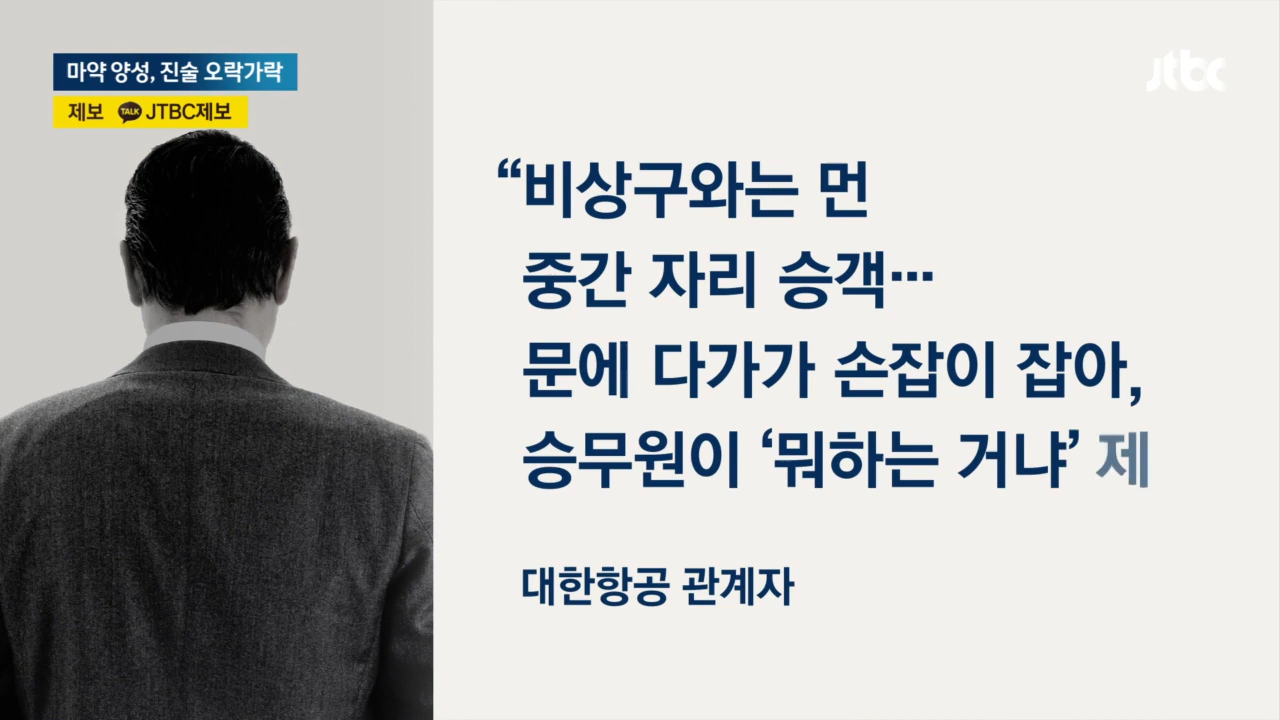 마약 양성, 진술 오락가락
제보 TALK JTBC제보
jtbc
“비상구와는 먼
중간 자리 승객…
문에 다가가 손잡이 잡아,
승무원이 ‘뭐하는 거냐’ 제
대한항공 관계자